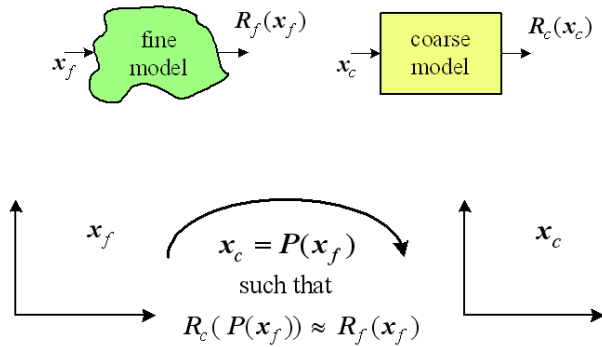 fine
model
x_f
R_f(x_f)
coarse
model
x_c
R_c(x_c)
x_f
x_c = P(x_f)
such that
R_c(P(x_f)) ≈ R_f(x_f)
x_c